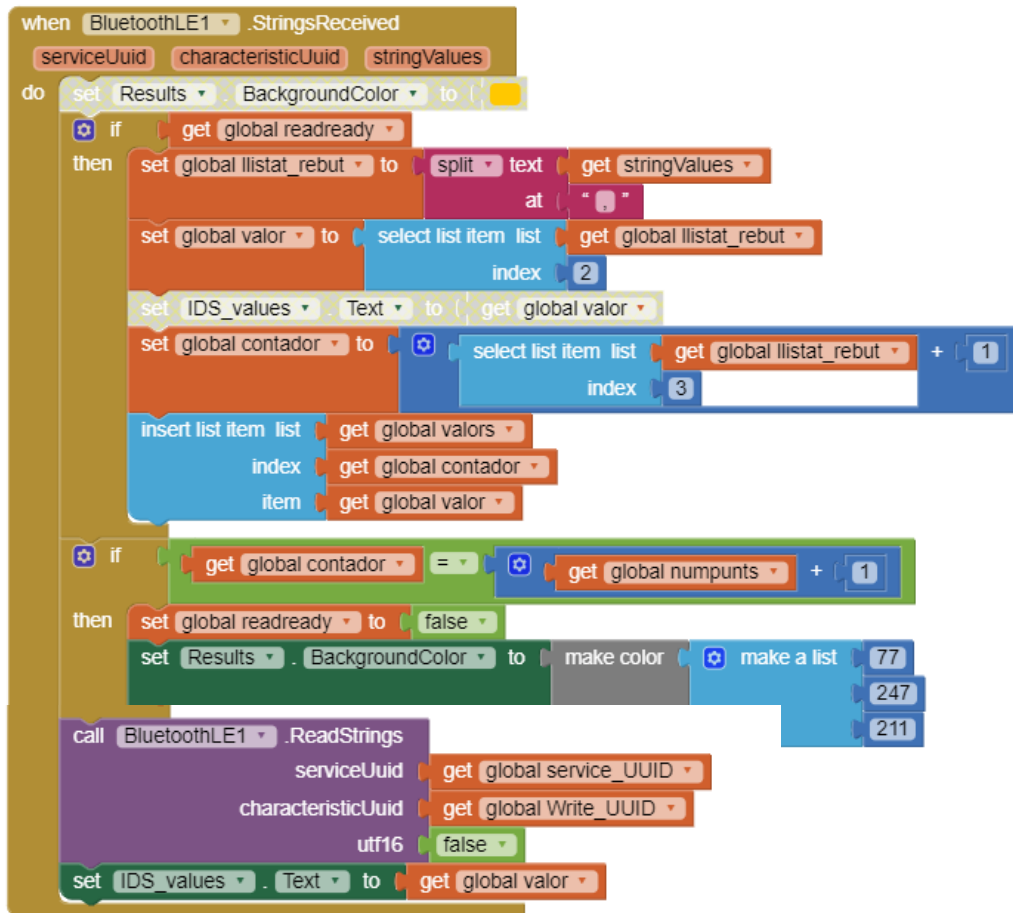 when BluetoothLE1 .StringsReceived
serviceUuid characteristicUuid stringValues
do set Results . BackgroundColor to
if get global readready
then set global llistat_rebut to split text get stringValues
at " , "
set global valor to select list item list get global llistat_rebut
index 2
set IDS_values . Text to get global valor
set global contador to select list item list get global llistat_rebut + 1
index 3
insert list item list get global valors
index get global contador
item get global valor
if get global contador = get global numpunts + 1
then set global readready to false
set Results . BackgroundColor to make color make a list 77
247
211
call BluetoothLE1 .ReadStrings
serviceUuid get global service_UUID
characteristicUuid get global Write_UUID
utf16 false
set IDS_values . Text to get global valor